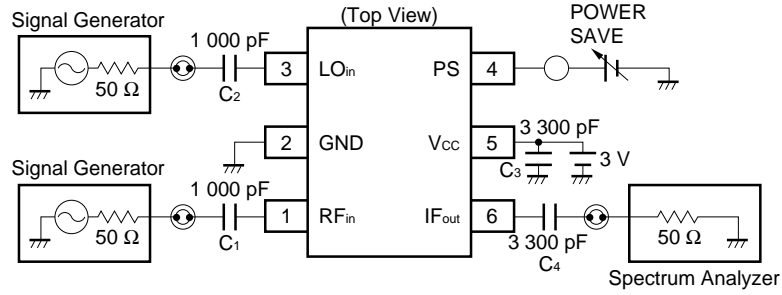 (Top View)
Signal Generator
50 Ω
1 000 pF
C2
3
LOin
PS
4
POWER
SAVE
2
GND
VCC
5
3 300 pF
C3
3 V
Signal Generator
50 Ω
1 000 pF
C1
1
RFin
IFout
6
3 300 pF
C4
50 Ω
Spectrum Analyzer